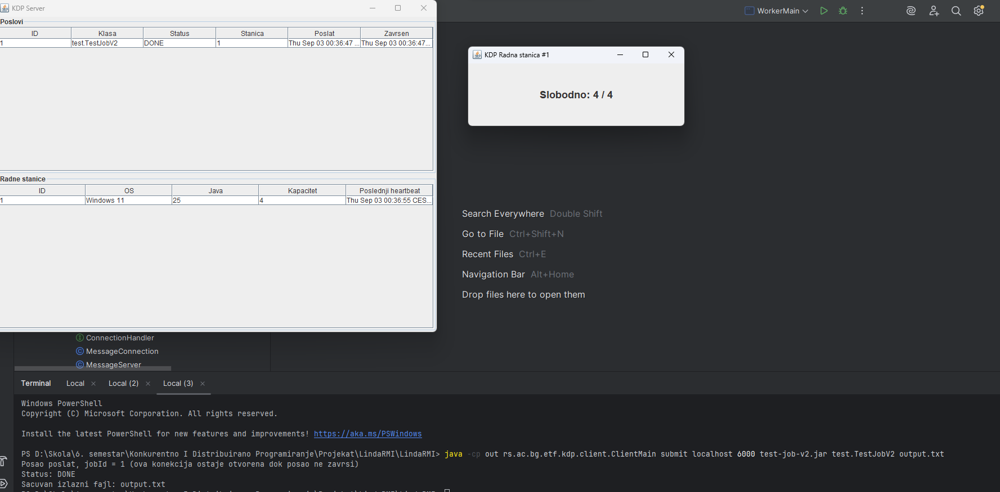 KDP Server
Poslovi
ID Klasa Status Stanica Poslat Zavrsen
1 test.TestJobV2 DONE 1 Thu Sep 03 00:36:47 ... Thu Sep 03 00:36:47...
Radne stanice
ID OS Java Kapacitet Poslednji heartbeat
1 Windows 11 25 4 Thu Sep 03 00:36:55 CES...
WorkerMain
KDP Radna stanica #1
Slobodno: 4 / 4
Search Everywhere Double Shift
Go to File Ctrl+Shift+N
Recent Files Ctrl+E
Navigation Bar Alt+Home
Drop files here to open them
ConnectionHandler
MessageConnection
MessageServer
Terminal Local Local (2) Local (3)
Windows PowerShell
Copyright (C) Microsoft Corporation. All rights reserved.
Install the latest PowerShell for new features and improvements! https://aka.ms/PSWindows
PS D:\Skola\6. semestar\Konkurentno I Distribuirano Programiranje\Projekat\LindaRMI\LindaRMI> java -cp out rs.ac.bg.etf.kdp.client.ClientMain submit localhost 6000 test-job-v2.jar test.TestJobV2 output.txt
Posao poslat, jobId = 1 (ova konekcija ostaje otvorena dok posao ne zavrsi)
Status: DONE
Sacuvan izlazni fajl: output.txt